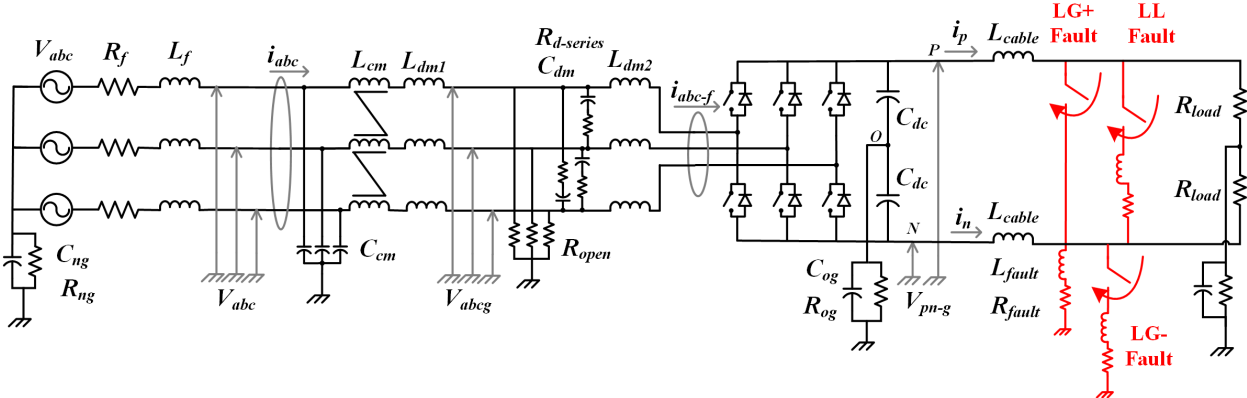 V_abc
R_f
L_f
i_abc
L_cm
L_dm1
R_d-series
C_dm
L_dm2
i_abc-f
P
i_p
L_cable
LG+
Fault
LL
Fault
C_dc
O
C_dc
R_load
R_load
N
i_n
L_cable
C_ng
R_ng
V_abc
C_cm
V_abcg
R_open
C_og
R_og
V_pn-g
L_fault
R_fault
LG-
Fault